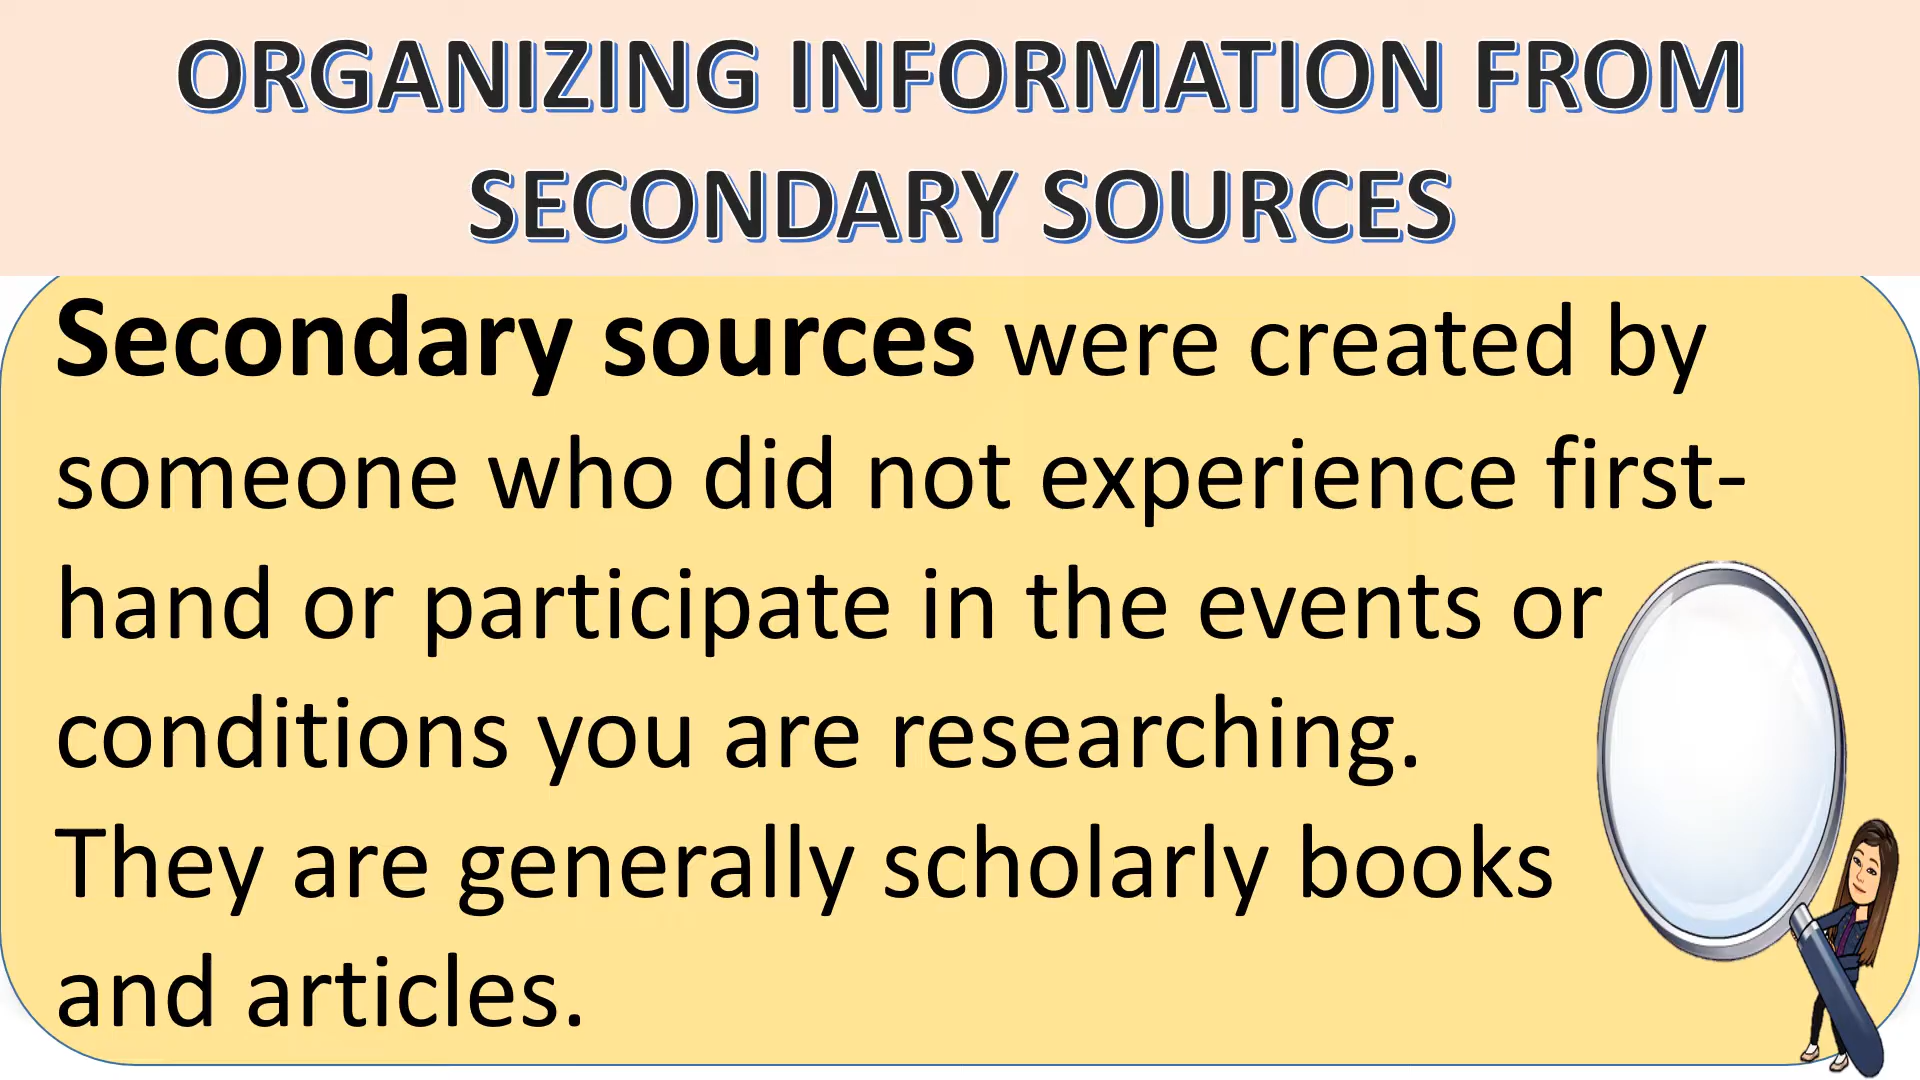 ORGANIZING INFORMATION FROM
SECONDARY SOURCES
Secondary sources were created by
someone who did not experience first-
hand or participate in the events or
conditions you are researching.
They are generally scholarly books
and articles.